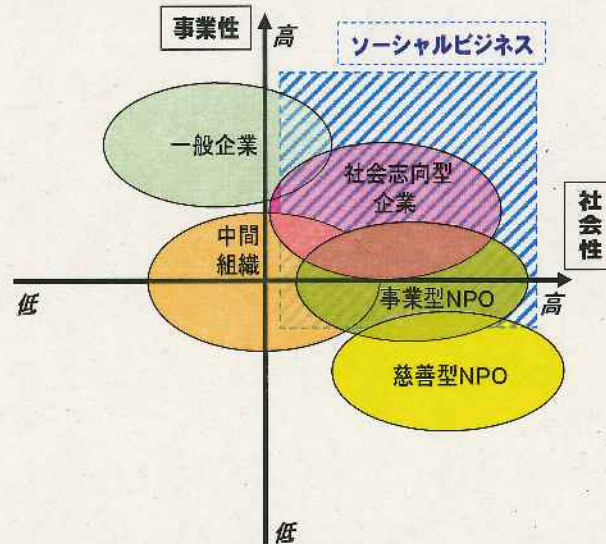 事業性
高
ソーシャルビジネス
一般企業
社会志向型
企業
社会性
中間
組織
低
高
事業型NPO
慈善型NPO
低